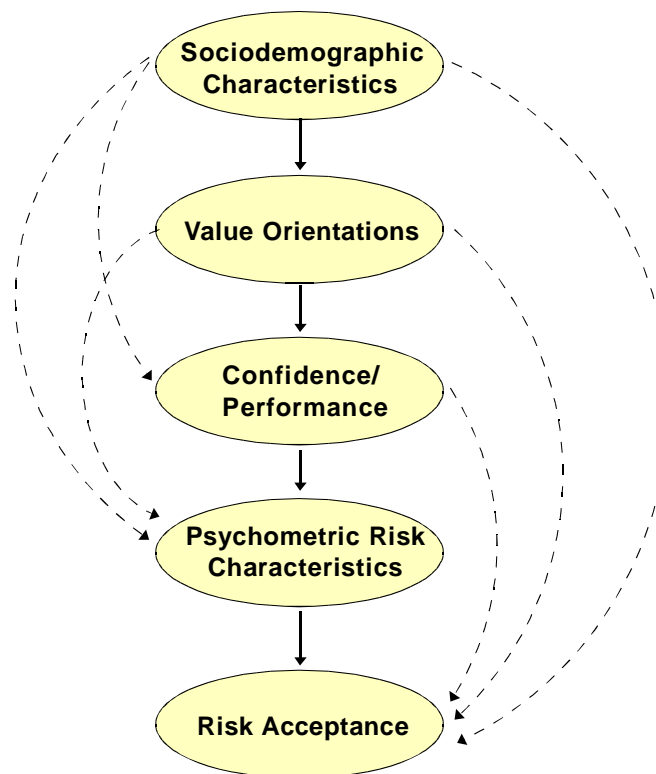 Sociodemographic
Characteristics
Value Orientations
Confidence/
Performance
Psychometric Risk
Characteristics
Risk Acceptance